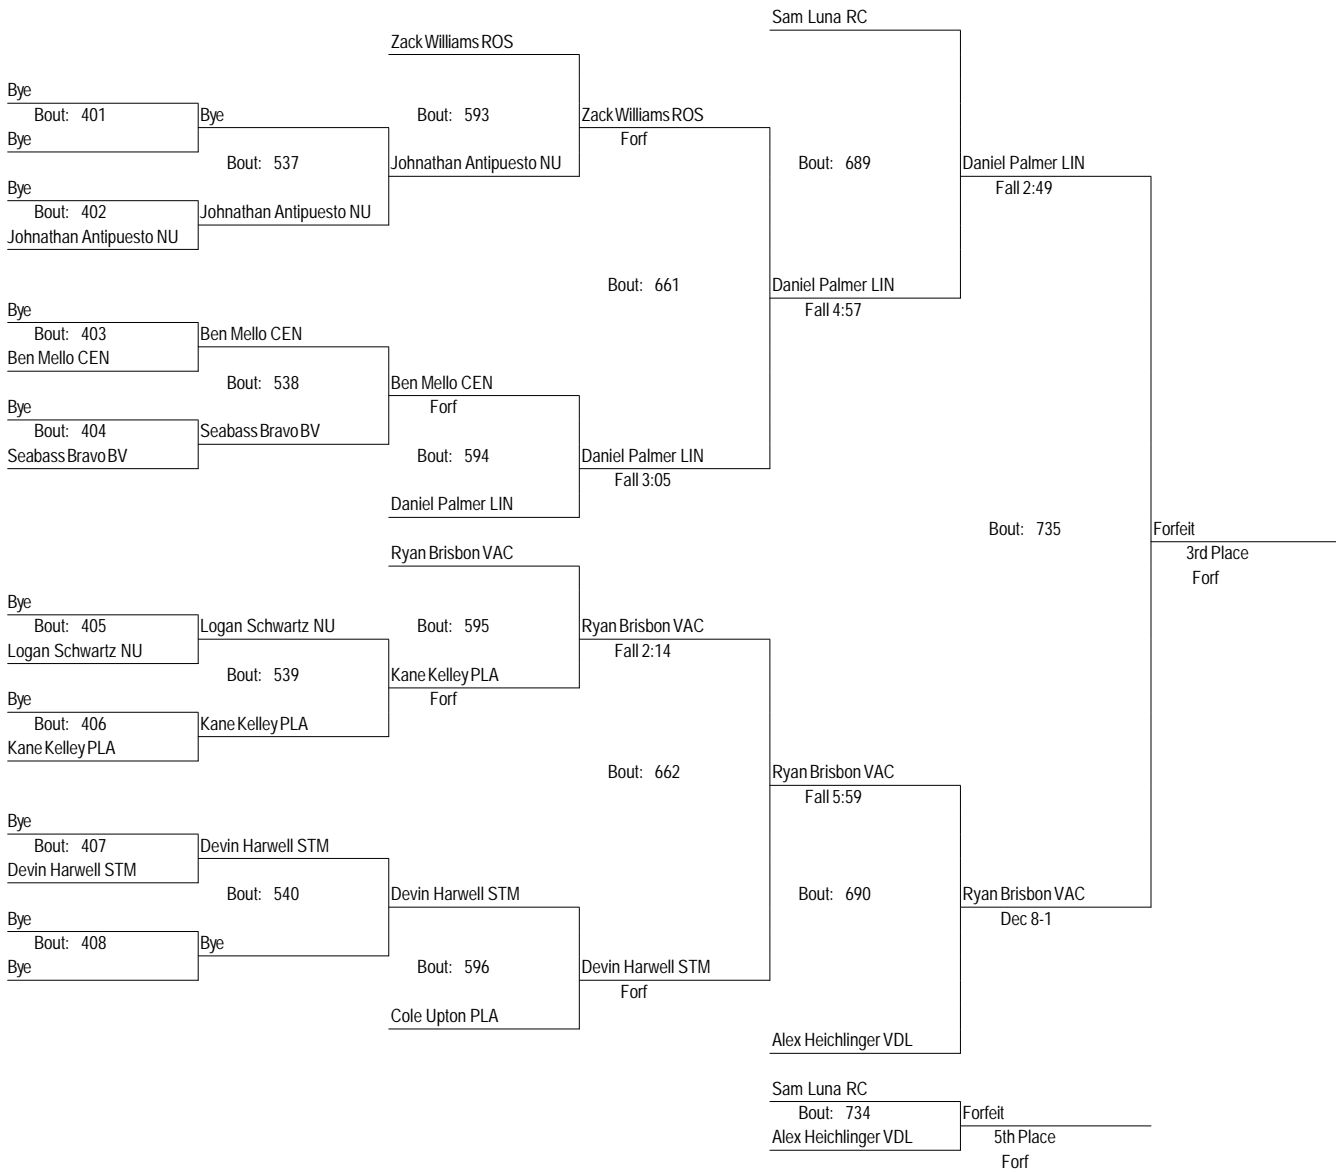 Sam Luna RC
Zack Williams ROS
Bye
Bout: 401
Bye
Bout: 593
Zack Williams ROS
Bye
Forf
Bout: 537
Johnathan Antipuesto NU
Bout: 689
Daniel Palmer LIN
Bye
Fall 2:49
Bout: 402
Johnathan Antipuesto NU
Johnathan Antipuesto NU
Bout: 661
Daniel Palmer LIN
Bye
Fall 4:57
Bout: 403
Ben Mello CEN
Ben Mello CEN
Bout: 538
Ben Mello CEN
Bye
Forf
Bout: 404
Seabass Bravo BV
Seabass Bravo BV
Bout: 594
Daniel Palmer LIN
Fall 3:05
Daniel Palmer LIN
Bout: 735
Forfeit
Ryan Brisbon VAC
3rd Place
Forf
Bye
Bout: 405
Logan Schwartz NU
Bout: 595
Ryan Brisbon VAC
Logan Schwartz NU
Fall 2:14
Bout: 539
Kane Kelley PLA
Bye
Forf
Bout: 406
Kane Kelley PLA
Kane Kelley PLA
Bout: 662
Ryan Brisbon VAC
Fall 5:59
Bye
Bout: 407
Devin Harwell STM
Devin Harwell STM
Bout: 540
Devin Harwell STM
Bout: 690
Ryan Brisbon VAC
Bye
Dec 8-1
Bout: 408
Bye
Bye
Bout: 596
Devin Harwell STM
Forf
Cole Upton PLA
Alex Heichlinger VDL
Sam Luna RC
Bout: 734
Forfeit
Alex Heichlinger VDL
5th Place
Forf